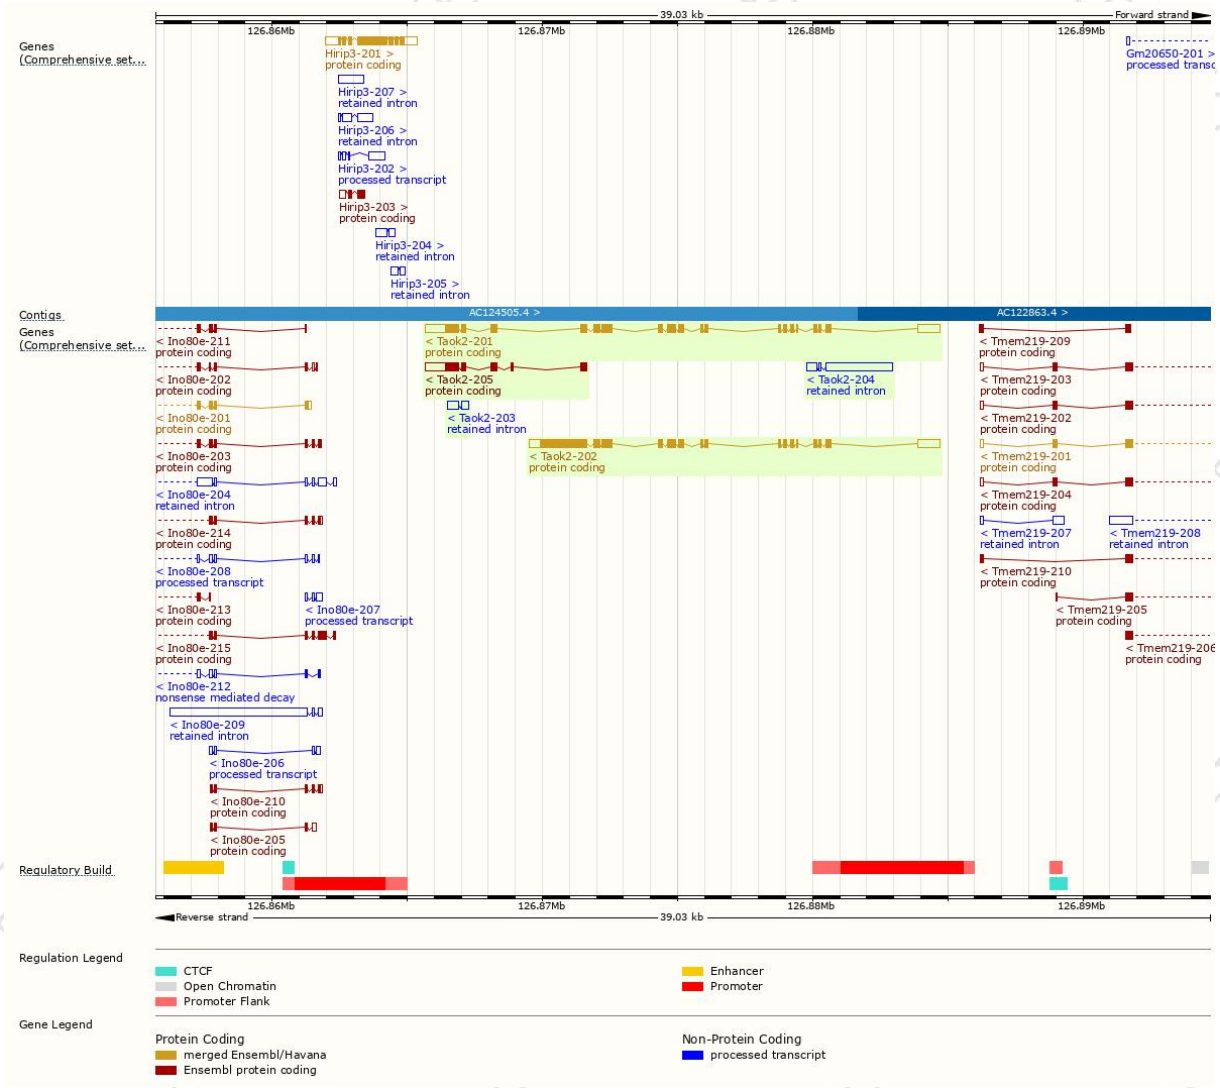 39.03 kb
Forward strand
126.86Mb 126.87Mb 126.88Mb 126.89Mb
Genes
(Comprehensive set...
Hirip3-201 >
protein coding
Gm20650-201 >
processed transc
Hirip3-207 >
retained intron
Hirip3-206 >
retained intron
Hirip3-202 >
processed transcript
Hirip3-203 >
protein coding
Hirip3-204 >
retained intron
Hirip3-205 >
retained intron
Contigs
AC124505.4 >
AC122863.4 >
Genes
(Comprehensive set...
< Ino80e-211
protein coding
< Taok2-201
protein coding
< Tmem219-209
protein coding
< Ino80e-202
protein coding
< Taok2-205
protein coding
< Taok2-204
retained intron
< Tmem219-203
protein coding
< Ino80e-201
protein coding
< Taok2-203
retained intron
< Tmem219-202
protein coding
< Ino80e-203
protein coding
< Taok2-202
protein coding
< Tmem219-201
protein coding
< Ino80e-204
retained intron
< Tmem219-204
protein coding
< Ino80e-214
protein coding
< Tmem219-207
retained intron
< Tmem219-208
retained intron
< Ino80e-208
processed transcript
< Tmem219-210
protein coding
< Ino80e-213
protein coding
< Ino80e-207
processed transcript
< Tmem219-205
protein coding
< Ino80e-215
protein coding
< Tmem219-206
protein coding
< Ino80e-212
nonsense mediated decay
< Ino80e-209
retained intron
< Ino80e-206
processed transcript
< Ino80e-210
protein coding
< Ino80e-205
protein coding
Regulatory Build
126.86Mb 126.87Mb 126.88Mb 126.89Mb
Reverse strand
39.03 kb
Regulation Legend
CTCF
Enhancer
Open Chromatin
Promoter
Promoter Flank
Gene Legend
Protein Coding
Non-Protein Coding
merged Ensembl/Havana
processed transcript
Ensembl protein coding